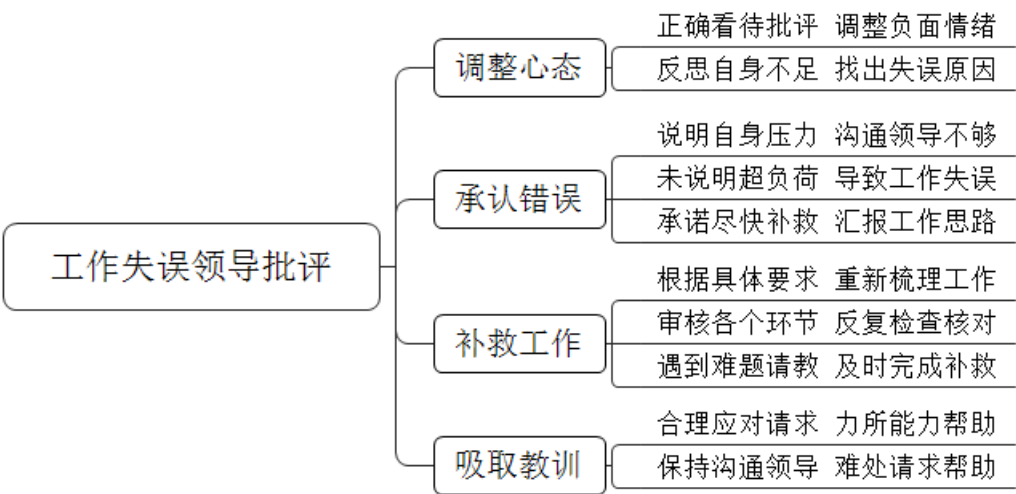 工作失误领导批评
调整心态
正确看待批评 调整负面情绪
反思自身不足 找出失误原因
承认错误
说明自身压力 沟通领导不够
未说明超负荷 导致工作失误
承诺尽快补救 汇报工作思路
补救工作
根据具体要求 重新梳理工作
审核各个环节 反复检查核对
遇到难题请教 及时完成补救
吸取教训
合理应对请求 力所能力帮助
保持沟通领导 难处请求帮助